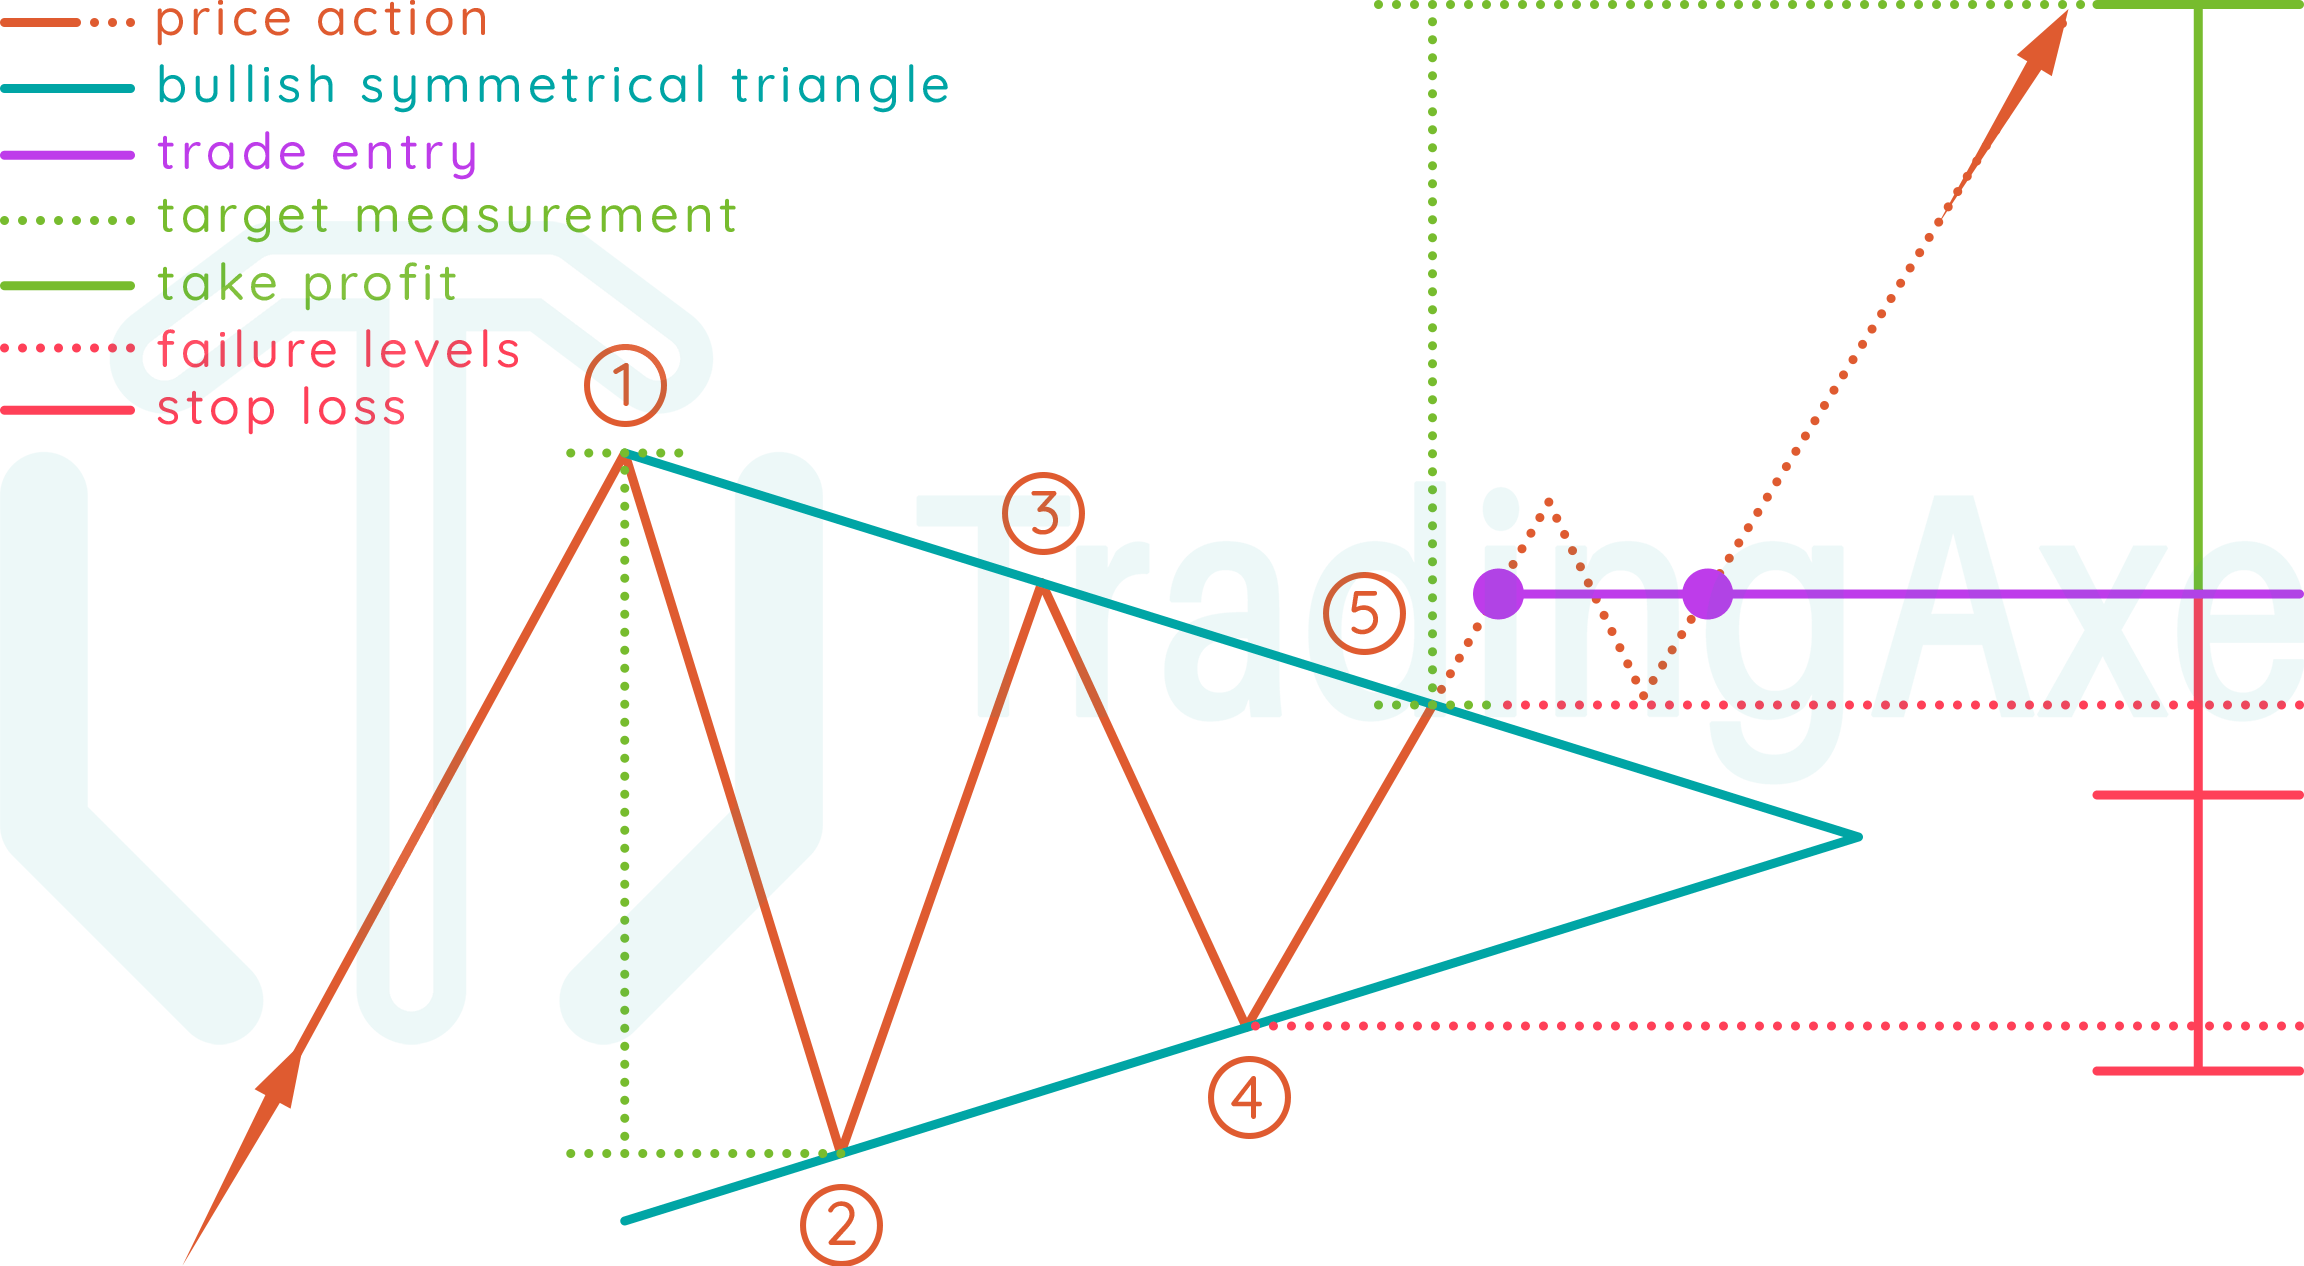 price action
bullish symmetrical triangle
trade entry
target measurement
take profit
failure levels
stop loss
1
3
TradingAxe
5
4
2